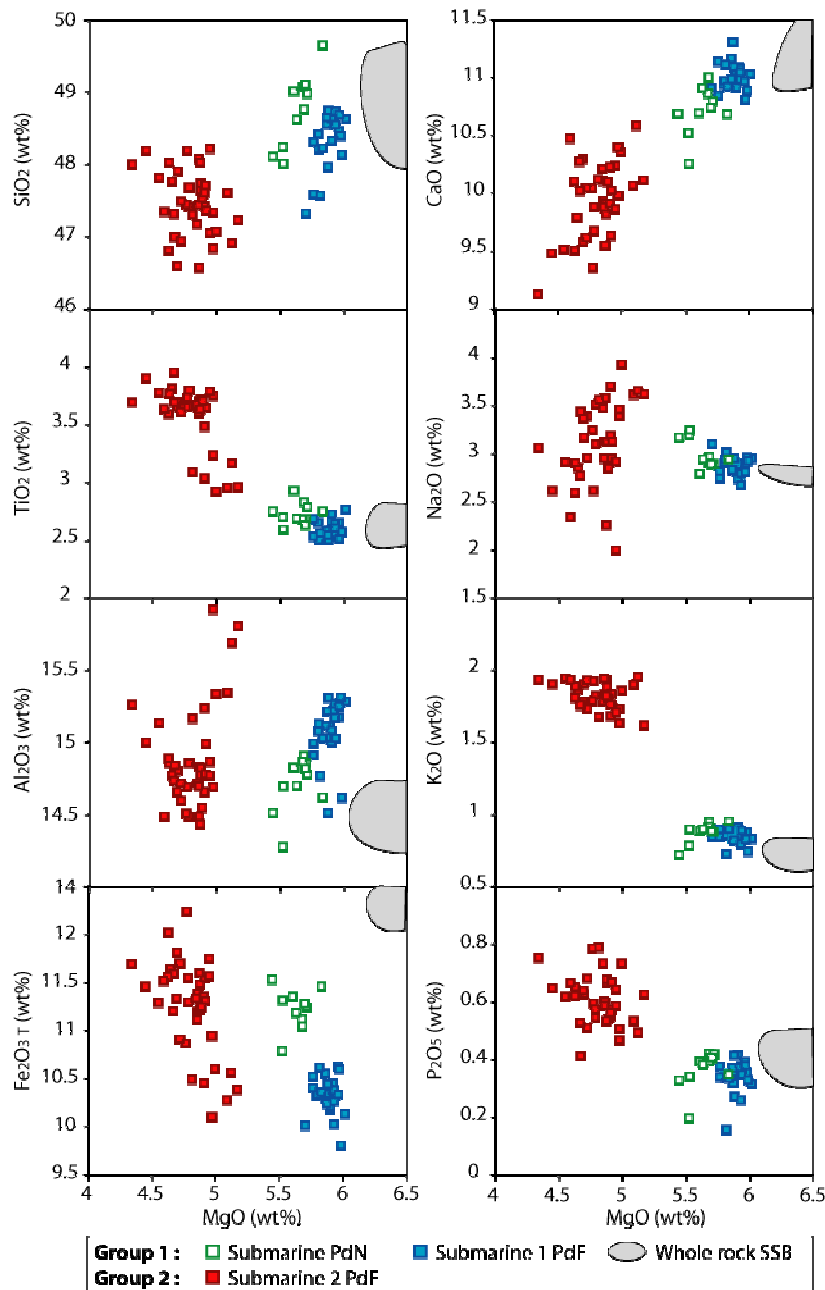 50
49
48
47
46
SiO2 (wt%)
11.5
11
10.5
10
9.5
9
CaO (wt%)
4
3.5
3
2.5
2
TiO2 (wt%)
4
3.5
3
2.5
2
1.5
Na2O (wt%)
15.5
15
14.5
14
Al2O3 (wt%)
2
1.5
1
0.5
K2O (wt%)
12
11.5
11
10.5
10
9.5
Fe2O3 T (wt%)
0.8
0.6
0.4
0.2
0
P2O5 (wt%)
4 4.5 5 5.5 6 6.5
MgO (wt%)
4 4.5 5 5.5 6 6.5
MgO (wt%)
Group 1 : Submarine PdN Submarine 1 PdF Whole rock SSB
Group 2 : Submarine 2 PdF